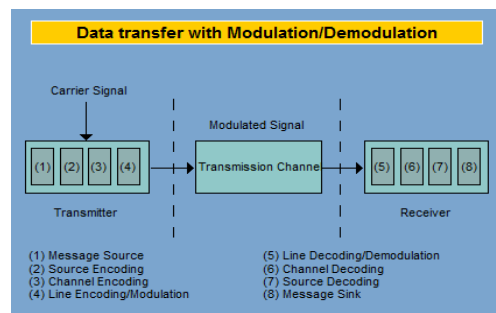 Data transfer with Modulation/Demodulation
Carrier Signal
Modulated Signal
(1) (2) (3) (4)
Transmission Channel
(5) (6) (7) (8)
Transmitter
Receiver
(1) Message Source
(2) Source Encoding
(3) Channel Encoding
(4) Line Encoding/Modulation
(5) Line Decoding/Demodulation
(6) Channel Decoding
(7) Source Decoding
(8) Message Sink